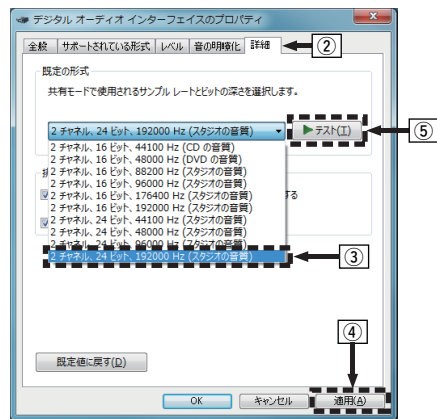 デジタル オーディオ インターフェイスのプロパティ
全般 サポートされている形式 レベル 音の明瞭化 詳細
②
既定の形式
共有モードで使用されるサンプル レートとビットの深さを選択します。
2 チャネル、24 ビット、192000 Hz (スタジオの音質)
テスト(T)
⑤
2 チャネル、16 ビット、44100 Hz (CD の音質)
2 チャネル、16 ビット、48000 Hz (DVD の音質)
2 チャネル、16 ビット、88200 Hz (スタジオの音質)
2 チャネル、16 ビット、96000 Hz (スタジオの音質)
2 チャネル、16 ビット、176400 Hz (スタジオの音質)
する
2 チャネル、16 ビット、192000 Hz (スタジオの音質)
2 チャネル、24 ビット、44100 Hz (スタジオの音質)
2 チャネル、24 ビット、48000 Hz (スタジオの音質)
2 チャネル、24 ビット、96000 Hz (スタジオの音質)
2 チャネル、24 ビット、192000 Hz (スタジオの音質)
③
④
既定値に戻す(D)
OK キャンセル 適用(A)